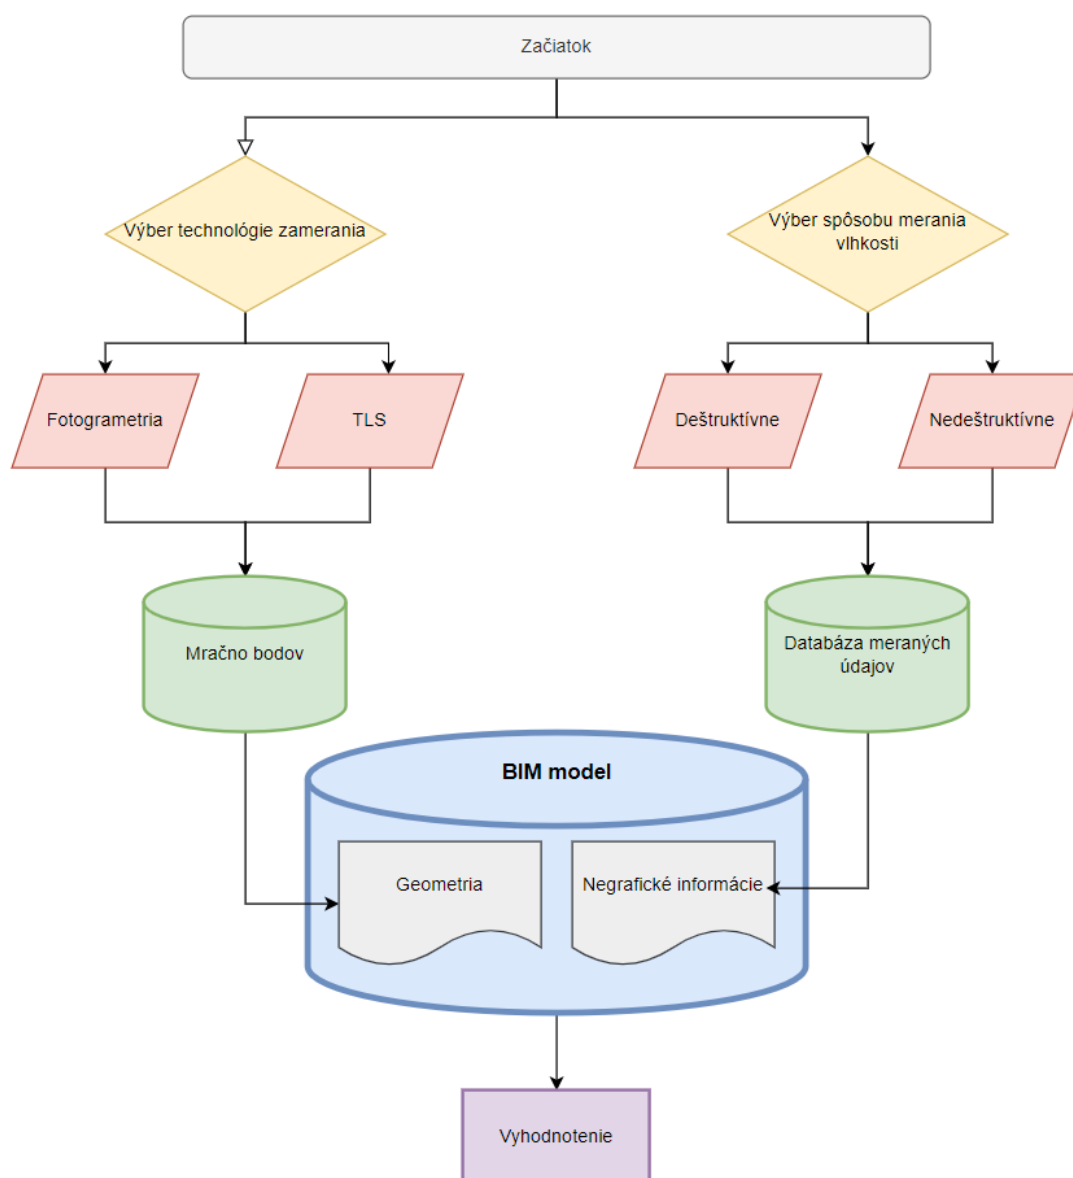 Začiatok
Výber technológie zamerania
Výber spôsobu merania
vlhkosti
Fotogrametria
TLS
Deštruktívne
Nedeštruktívne
Mračno bodov
Databáza meraných
údajov
BIM model
Geometria
Negrafické informácie
Vyhodnotenie